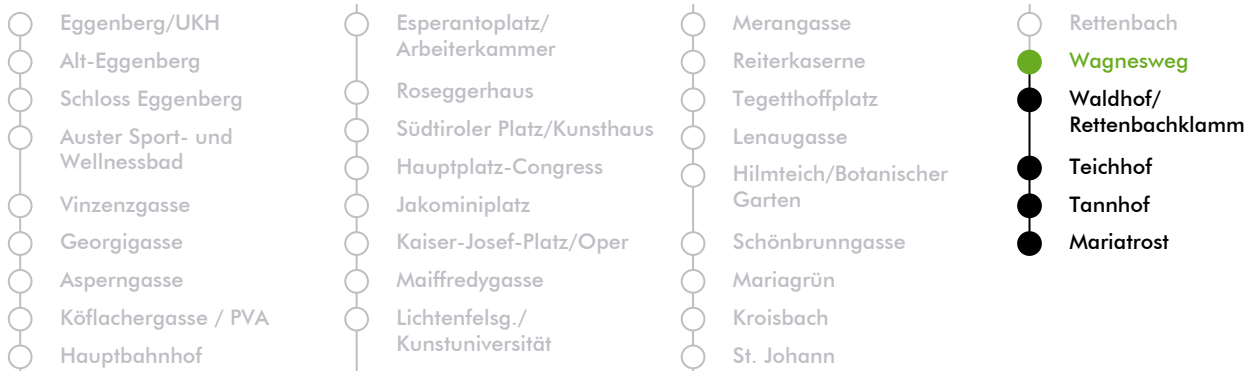 Eggenberg/UKH
Alt-Eggenberg
Schloss Eggenberg
Auster Sport- und
Wellnessbad
Vinzenzgasse
Georgigasse
Asperngasse
Köflachergasse / PVA
Hauptbahnhof
Esperantoplatz/
Arbeiterkammer
Roseggerhaus
Südtiroler Platz/Kunsthaus
Hauptplatz-Congress
Jakominiplatz
Kaiser-Josef-Platz/Oper
Maiffredygasse
Lichtenfelsg./
Kunstuniversität
Merangasse
Reiterkaserne
Tegetthoffplatz
Lenaugasse
Hilmteich/Botanischer
Garten
Schönbrunngasse
Mariagrün
Kroisbach
St. Johann
Rettenbach
Wagnesweg
Waldhof/
Rettenbachklamm
Teichhof
Tannhof
Mariatrost